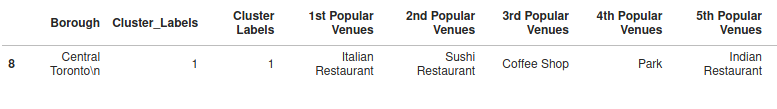 Borough Cluster_Labels Cluster Labels 1st Popular Venues 2nd Popular Venues 3rd Popular Venues 4th Popular Venues 5th Popular Venues
8 Central Toronto\n 1 1 Italian Restaurant Sushi Restaurant Coffee Shop Park Indian Restaurant